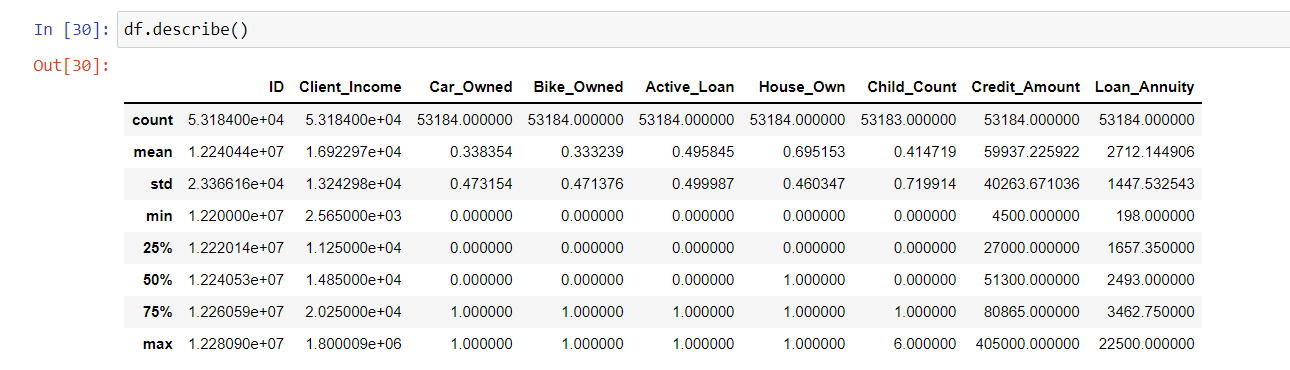 In [30]: df.describe()
Out[30]:
ID Client_Income Car_Owned Bike_Owned Active_Loan House_Own Child_Count Credit_Amount Loan_Annuity
count 5.318400e+04 5.318400e+04 53184.000000 53184.000000 53184.000000 53184.000000 53183.000000 53184.000000 53184.000000
mean 1.224044e+07 1.692297e+04 0.338354 0.333239 0.495845 0.695153 0.414719 59937.225922 2712.144906
std 2.336616e+04 1.324298e+04 0.473154 0.471376 0.499987 0.460347 0.719914 40263.671036 1447.532543
min 1.220000e+07 2.565000e+03 0.000000 0.000000 0.000000 0.000000 0.000000 4500.000000 198.000000
25% 1.222014e+07 1.125000e+04 0.000000 0.000000 0.000000 0.000000 0.000000 27000.000000 1657.350000
50% 1.224053e+07 1.485000e+04 0.000000 0.000000 0.000000 1.000000 0.000000 51300.000000 2493.000000
75% 1.226059e+07 2.025000e+04 1.000000 1.000000 1.000000 1.000000 1.000000 80865.000000 3462.750000
max 1.228090e+07 1.800009e+06 1.000000 1.000000 1.000000 1.000000 6.000000 405000.000000 22500.000000